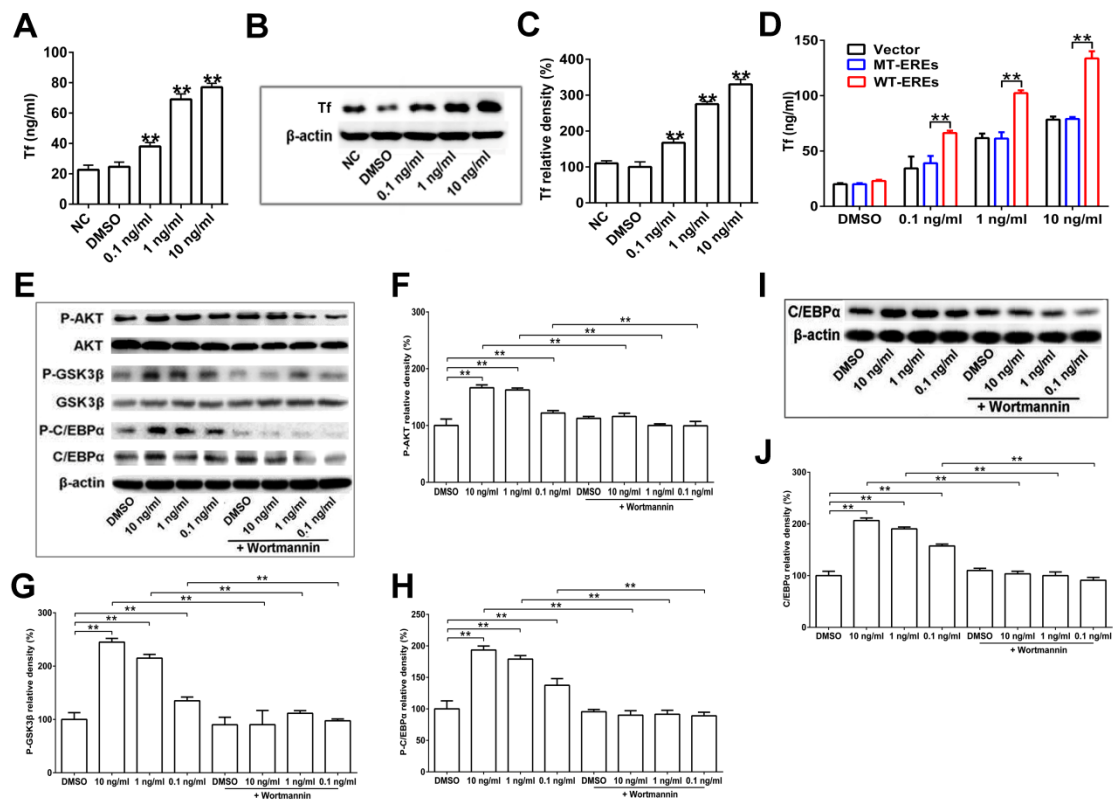 A
Tf (ng/ml)
100
80
60
40
20
0
** ** **
NC DMSO 0.1 ng/ml 1 ng/ml 10 ng/ml
B
Tf
β-actin
NC DMSO 0.1 ng/ml 1 ng/ml 10 ng/ml
C
Tf relative density (%)
400
300
200
100
0
** ** **
NC DMSO 0.1 ng/ml 1 ng/ml 10 ng/ml
D
Tf (ng/ml)
150
100
50
0
Vector
MT-EREs
WT-EREs
** ** **
DMSO 0.1 ng/ml 1 ng/ml 10 ng/ml
E
P-AKT
AKT
P-GSK3β
GSK3β
P-C/EBPα
C/EBPα
β-actin
DMSO 10 ng/ml 1 ng/ml 0.1 ng/ml DMSO 10 ng/ml 1 ng/ml 0.1 ng/ml
+ Wortmannin
F
P-AKT relative density (%)
300
200
100
0
**
**
**
**
**
**
DMSO 10 ng/ml 1 ng/ml 0.1 ng/ml DMSO 10 ng/ml 1 ng/ml 0.1 ng/ml
+ Wortmannin
I
C/EBPα
β-actin
DMSO 10 ng/ml 1 ng/ml 0.1 ng/ml DMSO 10 ng/ml 1 ng/ml 0.1 ng/ml
+ Wortmannin
J
C/EBPα relative density (%)
300
200
100
0
**
**
**
**
**
**
DMSO 10 ng/ml 1 ng/ml 0.1 ng/ml DMSO 10 ng/ml 1 ng/ml 0.1 ng/ml
+ Wortmannin
G
P-GSK3β relative density (%)
300
200
100
0
**
**
**
**
**
**
DMSO 10 ng/ml 1 ng/ml 0.1 ng/ml DMSO 10 ng/ml 1 ng/ml 0.1 ng/ml
+ Wortmannin
H
P-C/EBPα relative density (%)
250
200
150
100
50
0
**
**
**
**
**
**
DMSO 10 ng/ml 1 ng/ml 0.1 ng/ml DMSO 10 ng/ml 1 ng/ml 0.1 ng/ml
+ Wortmannin